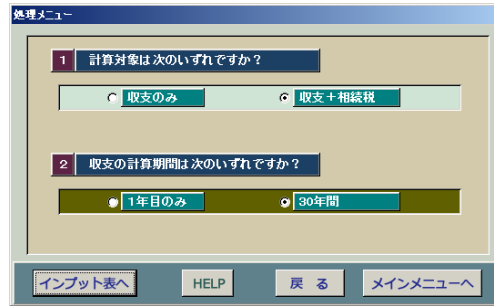 処理メニュー
1 計算対象は次のいずれですか？
収支のみ 収支＋相続税
2 収支の計算期間は次のいずれですか？
1年目のみ 30年間
インプット表へ HELP 戻 る メインメニューへ